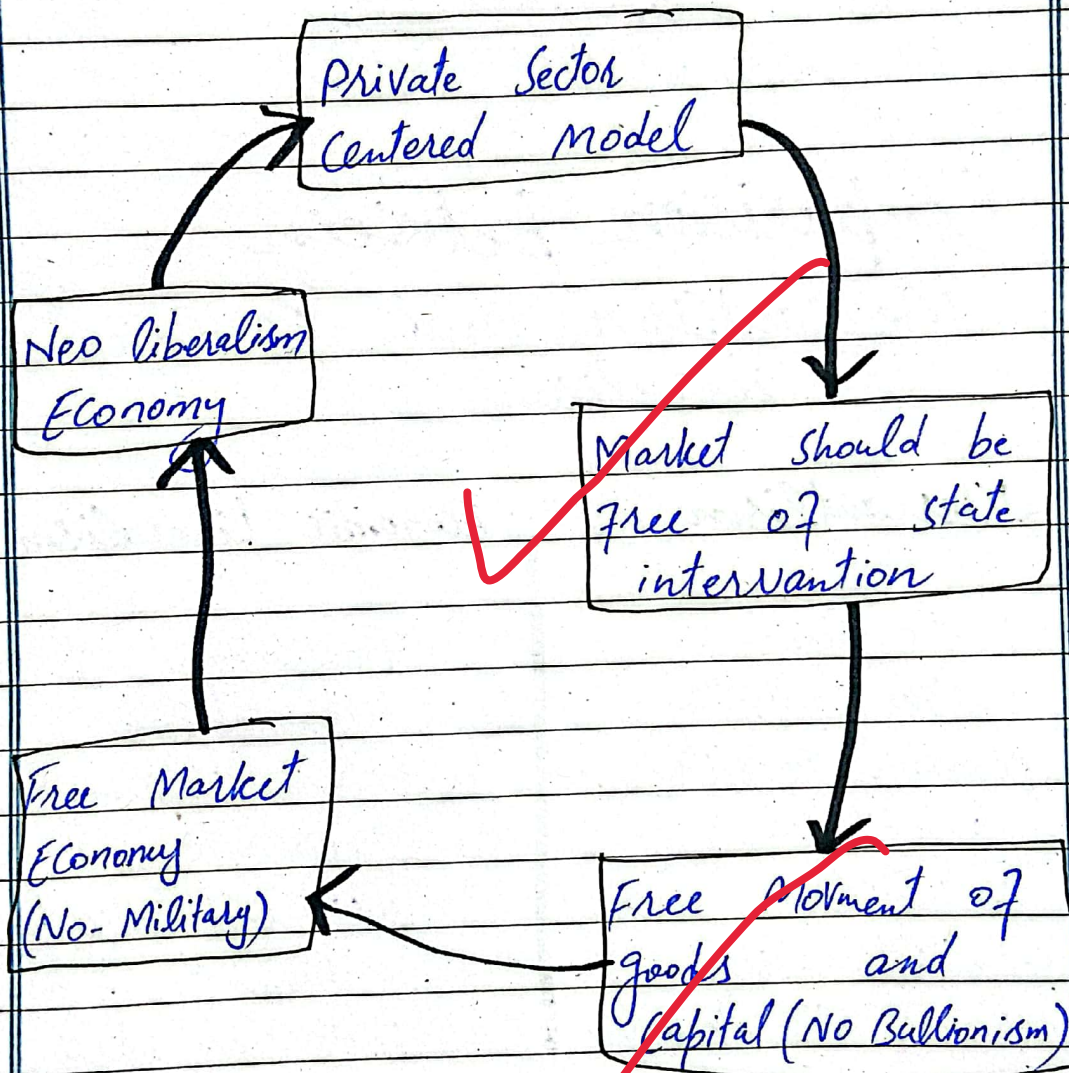 Private Sector
Centered Model
Neo liberalism
Economy
Market should be
free of state
intervantion
Free Market
Economy
(No-Military)
Free Movment of
goods and
Capital (No Bullionism)